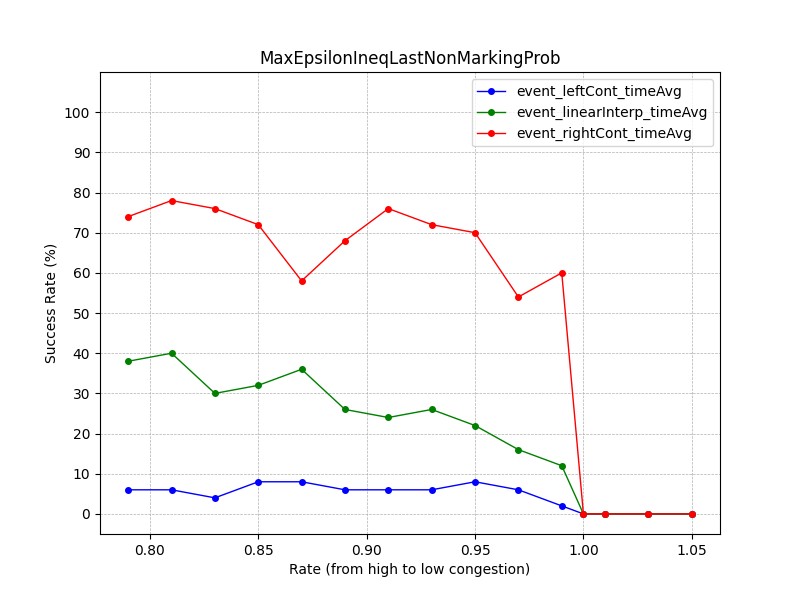 MaxEpsilonIneqLastNonMarkingProb
event_leftCont_timeAvg
event_linearInterp_timeAvg
event_rightCont_timeAvg
Success Rate (%)
100
90
80
70
60
50
40
30
20
10
0
0.80 0.85 0.90 0.95 1.00 1.05
Rate (from high to low congestion)